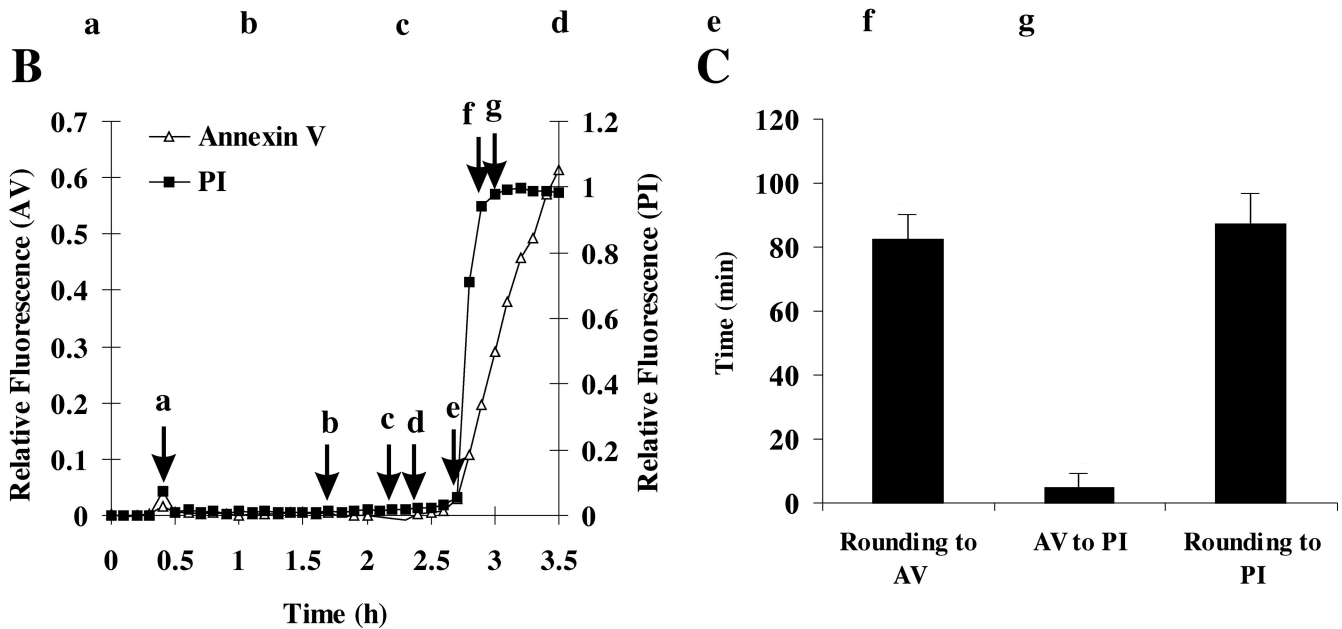 a b c d e f g
B
C
Annexin V
PI
f g
a
b
c
d
e
Relative Fluorescence (AV)
0.7
0.6
0.5
0.4
0.3
0.2
0.1
0
Relative Fluorescence (PI)
1.2
1
0.8
0.6
0.4
0.2
0
0 0.5 1 1.5 2 2.5 3 3.5
Time (h)
Time (min)
120
100
80
60
40
20
0
Rounding to
AV
AV to PI
Rounding to
PI